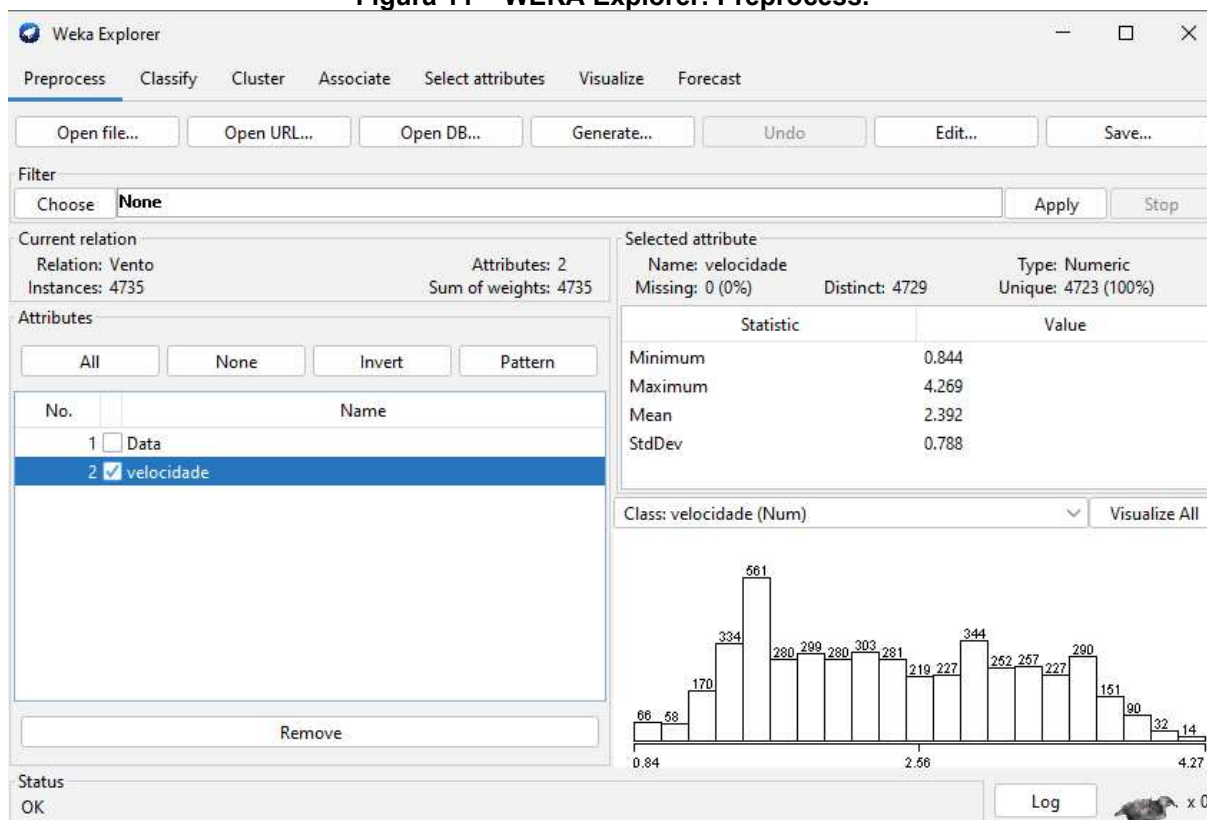 Figura 11 – WEKA Explorer: Preprocess.
Weka Explorer
Preprocess Classify Cluster Associate Select attributes Visualize Forecast
Open file... Open URL... Open DB... Generate... Undo Edit... Save...
Filter
Choose None Apply Stop
Current relation
Relation: Vento Attributes: 2
Instances: 4735 Sum of weights: 4735
Selected attribute
Name: velocidade Type: Numeric
Missing: 0 (0%) Distinct: 4729 Unique: 4723 (100%)
Attributes
All None Invert Pattern
No. Name
1 Data
2 velocidade
Remove
Statistic Value
Minimum 0.844
Maximum 4.269
Mean 2.392
StdDev 0.788
Class: velocidade (Num) Visualize All
66 58 170 334 561 280 299 280 303 281 219 227 344 252 257 227 290 151 90 32 14
0.84 2.56 4.27
Status
OK
Log x 0